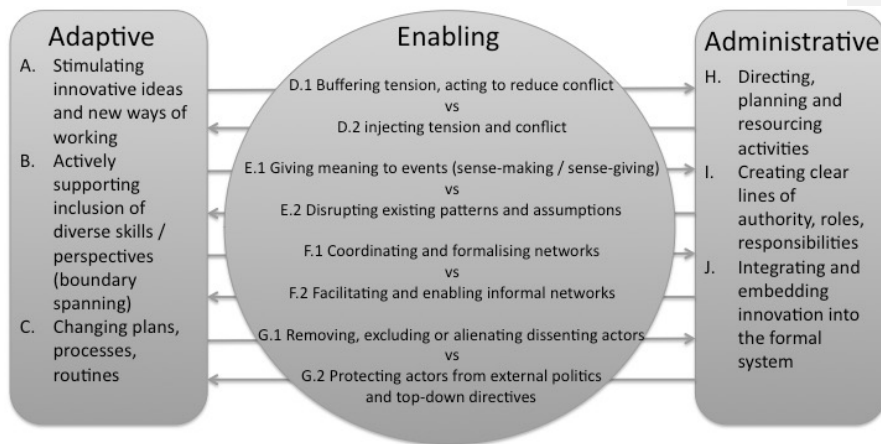 Adaptive
A. Stimulating
innovative ideas
and new ways of
working
B. Actively
supporting
inclusion of
diverse skills /
perspectives
(boundary
spanning)
C. Changing plans,
processes,
routines
Enabling
D.1 Buffering tension, acting to reduce conflict
vs
D.2 injecting tension and conflict
E.1 Giving meaning to events (sense-making / sense-giving)
vs
E.2 Disrupting existing patterns and assumptions
F.1 Coordinating and formalising networks
vs
F.2 Facilitating and enabling informal networks
G.1 Removing, excluding or alienating dissenting actors
vs
G.2 Protecting actors from external politics
and top-down directives
Administrative
H. Directing,
planning and
resourcing
activities
I. Creating clear
lines of
authority, roles,
responsibilities
J. Integrating and
embedding
innovation into
the formal
system